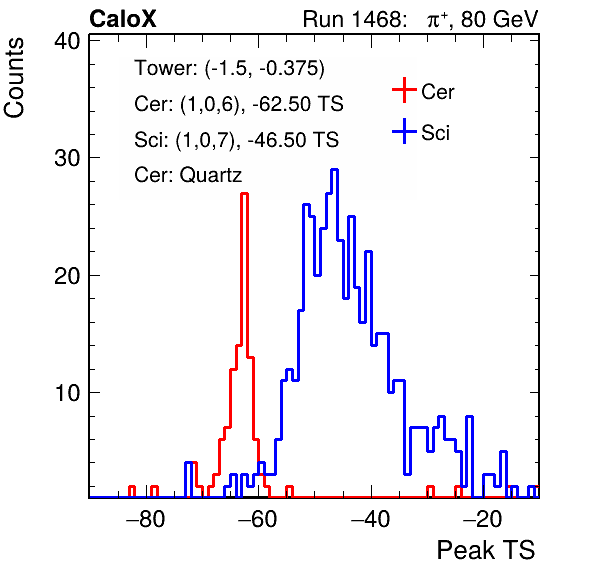 CaloX Run 1468: π⁺, 80 GeV
Counts
40
30
20
10
Tower: (-1.5, -0.375)
Cer: (1,0,6), -62.50 TS
Sci: (1,0,7), -46.50 TS
Cer: Quartz
Cer
Sci
−80 −60 −40 −20
Peak TS